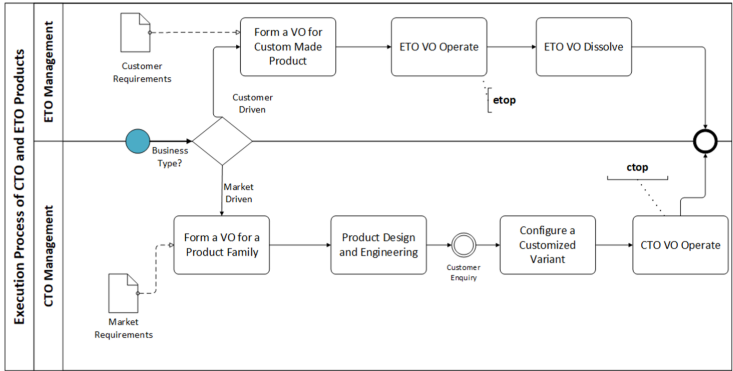 Execution Process of CTO and ETO Products
ETO Management
CTO Management
Customer
Requirements
Form a VO for
Custom Made
Product
ETO VO Operate
ETO VO Dissolve
etop
Customer
Driven
Business
Type?
Market
Driven
ctop
Form a VO for a
Product Family
Product Design
and Engineering
Customer
Enquiry
Configure a
Customized
Variant
CTO VO Operate
Market
Requirements